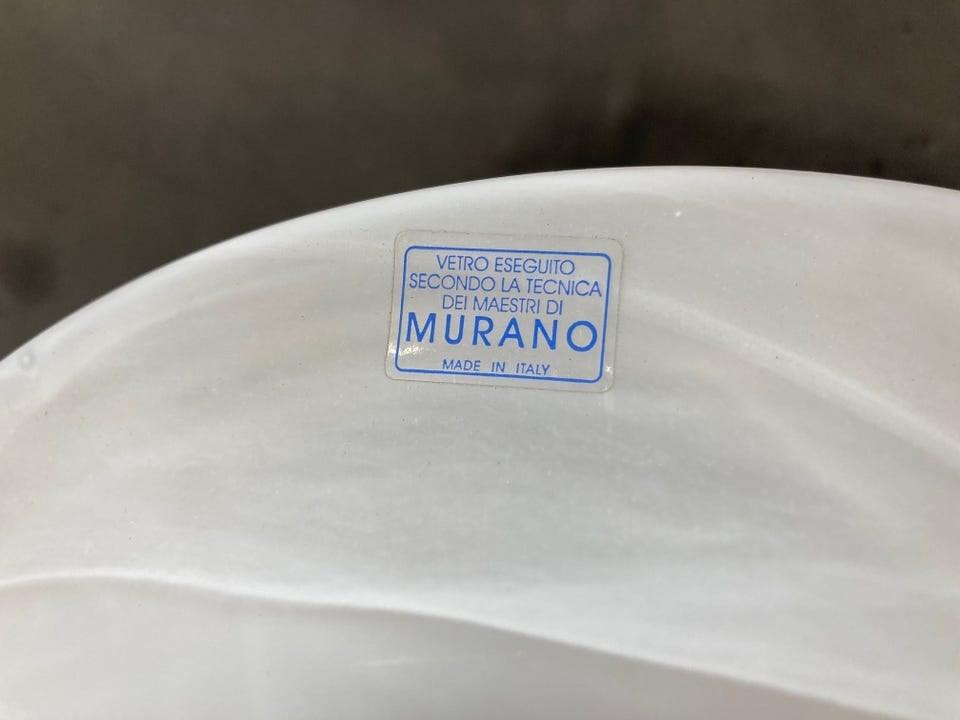 VETRO ESEGUITO
SECONDO LA TECNICA
DEI MAESTRI DI
MURANO
MADE IN ITALY